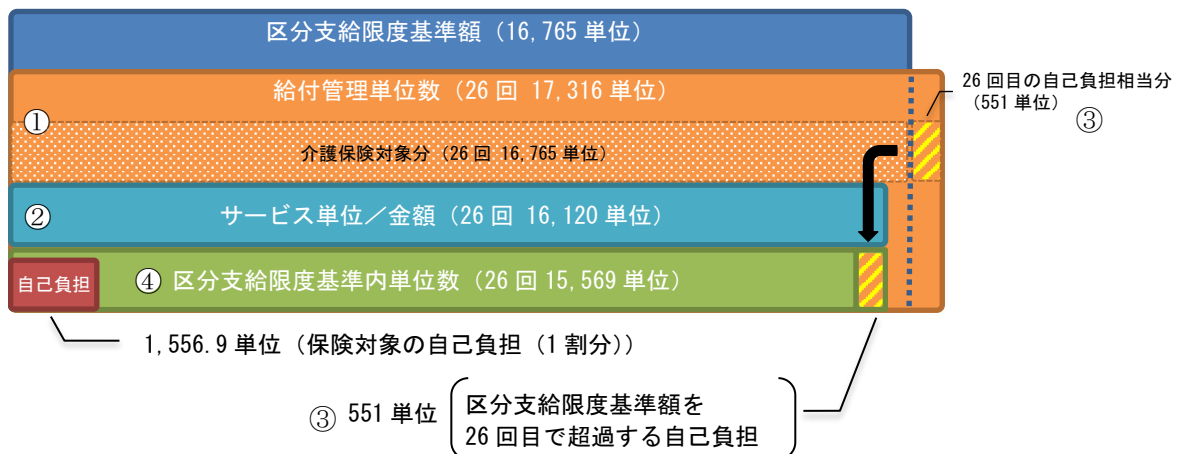 区分支給限度基準額（16,765 単位）
給付管理単位数（26 回 17,316 単位）
26 回目の自己負担相当分
（551 単位）
③
①
介護保険対象分（26 回 16,765 単位）
②
サービス単位／金額（26 回 16,120 単位）
自己負担
④ 区分支給限度基準内単位数（26 回 15,569 単位）
1,556.9 単位（保険対象の自己負担（1 割分））
③ 551 単位
区分支給限度基準額を
26 回目で超過する自己負担